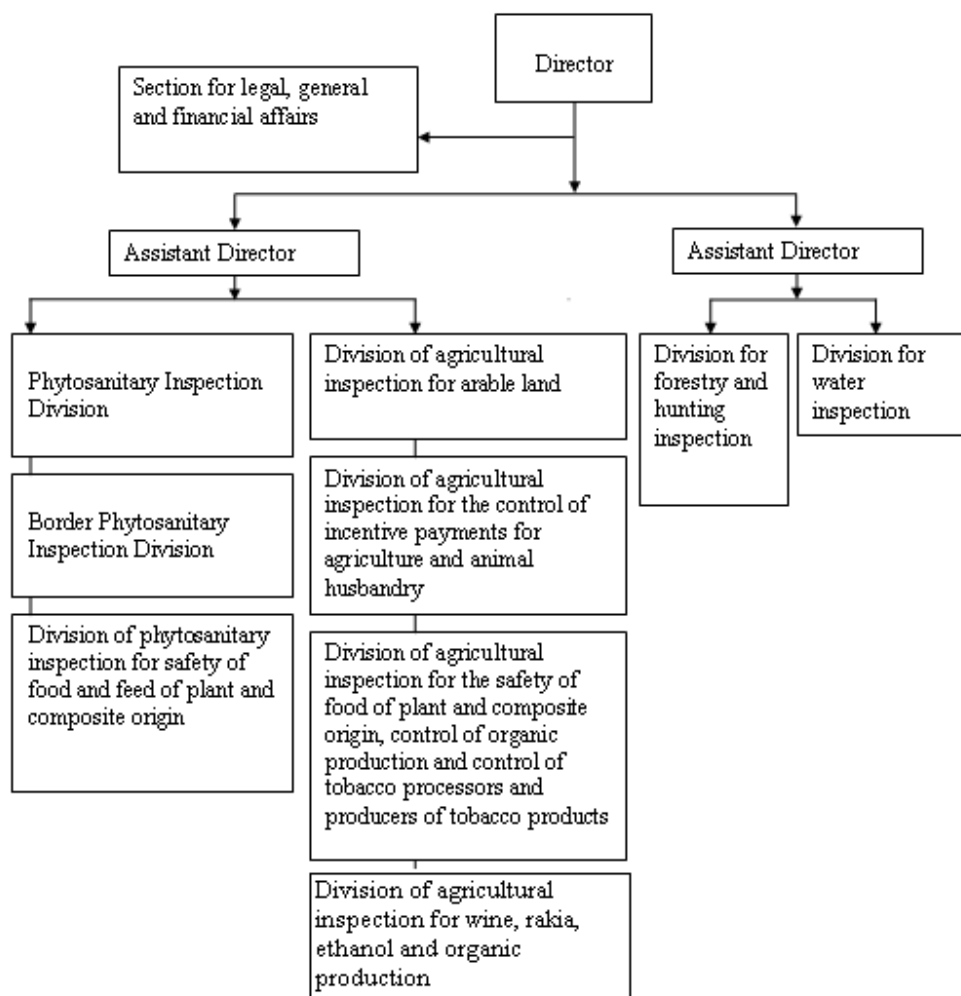 Director
Section for legal, general
and financial affairs
Assistant Director
Assistant Director
Phytosanitary Inspection
Division
Border Phytosanitary
Inspection Division
Division of phytosanitary
inspection for safety of
food and feed of plant and
composite origin
Division of agricultural
inspection for arable land
Division of agricultural
inspection for the control of
incentive payments for
agriculture and animal
husbandry
Division of agricultural
inspection for the safety of
food of plant and composite
origin, control of organic
production and control of
tobacco processors and
producers of tobacco products
Division of agricultural
inspection for wine, rakia,
ethanol and organic
production
Division for
forestry and
hunting
inspection
Division for
water
inspection